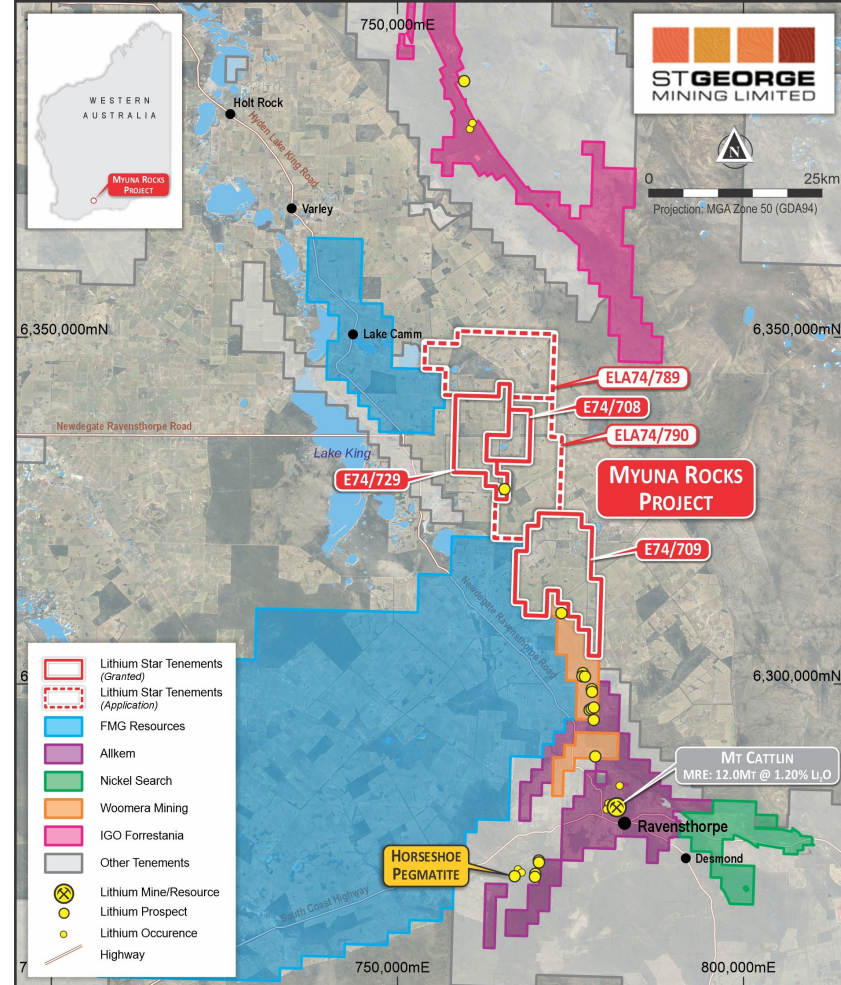 750,000mE
WESTERN
AUSTRALIA
MYUNA ROCKS
PROJECT
ST GEORGE
MINING LIMITED
N
0
25km
Projection: MGA Zone 50 (GDA94)
Holt Rock
Hyden Lake King Road
Varley
6,350,000mN
6,350,000mN
Lake Camm
ELA74/789
E74/708
ELA74/790
Newdegate Ravensthorpe Road
Lake King
E74/729
MYUNA ROCKS
PROJECT
E74/709
Newdegate Ravensthorpe Road
6,300,000mN
Lithium Star Tenements
(Granted)
Lithium Star Tenements
(Application)
FMG Resources
Allkem
Nickel Search
Woomera Mining
IGO Forrestania
Other Tenements
Lithium Mine/Resource
Lithium Prospect
Lithium Occurence
Highway
MT CATTLIN
MRE: 12.0MT @ 1.20% LI₂O
Ravensthorpe
Desmond
HORSESHOE
PEGMATITE
South Coast Highway
750,000mE
800,000mE